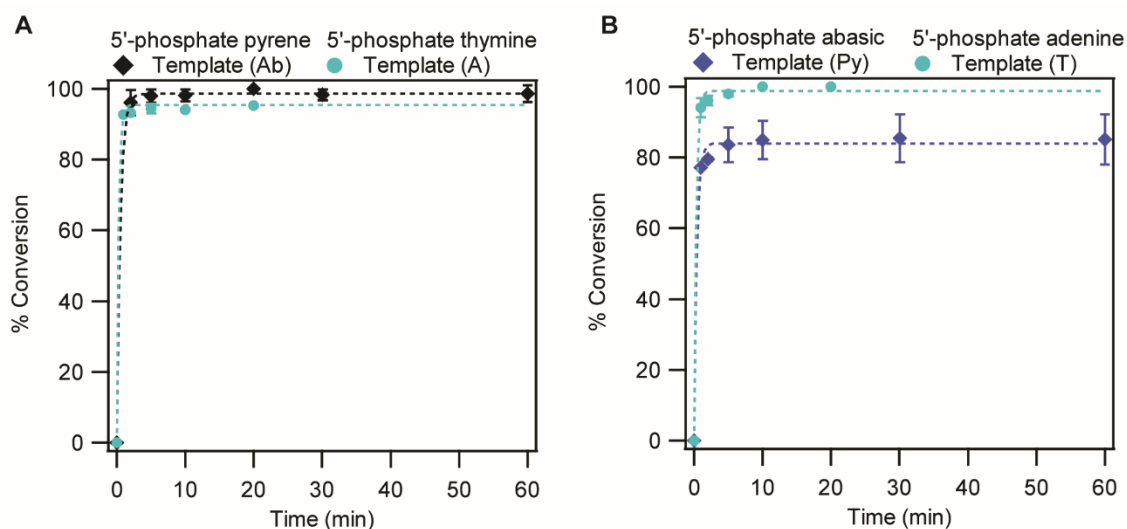 A
5'-phosphate pyrene 5'-phosphate thymine
Template (Ab) Template (A)
100
80
60
40
20
0
% Conversion
0 10 20 30 40 50 60
Time (min)
B
5'-phosphate abasic 5'-phosphate adenine
Template (Py) Template (T)
100
80
60
40
20
0
% Conversion
0 10 20 30 40 50 60
Time (min)